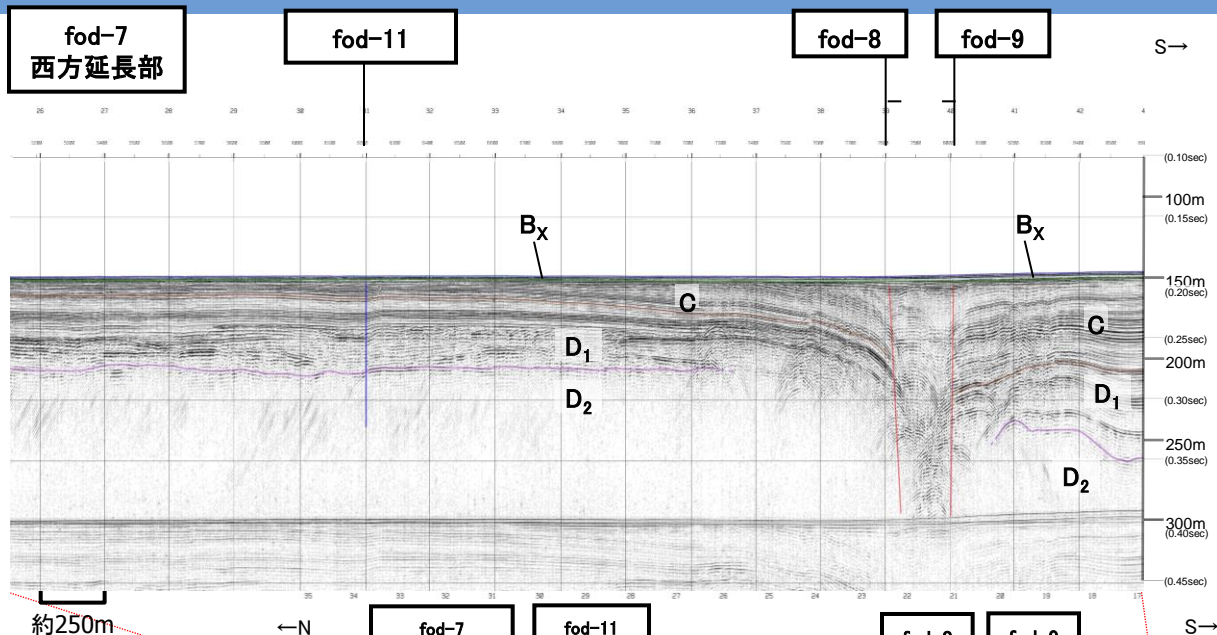 fod-7
西方延長部
fod-11
fod-8
fod-9
S→
26 27 28 29 30 31 32 33 34 35 36 37 38 39 40 41 42 4
(0.10sec)
100m
(0.15sec)
BX
BX
150m
(0.20sec)
C
C
(0.25sec)
D1
200m
D1
D2
(0.30sec)
250m
(0.35sec)
D2
300m
(0.40sec)
(0.45sec)
35 34 33 32 31 30 28 27 26 25 24 23 22 21 20 19 18 17
約250m
←N
fod-7
fod-11
S→